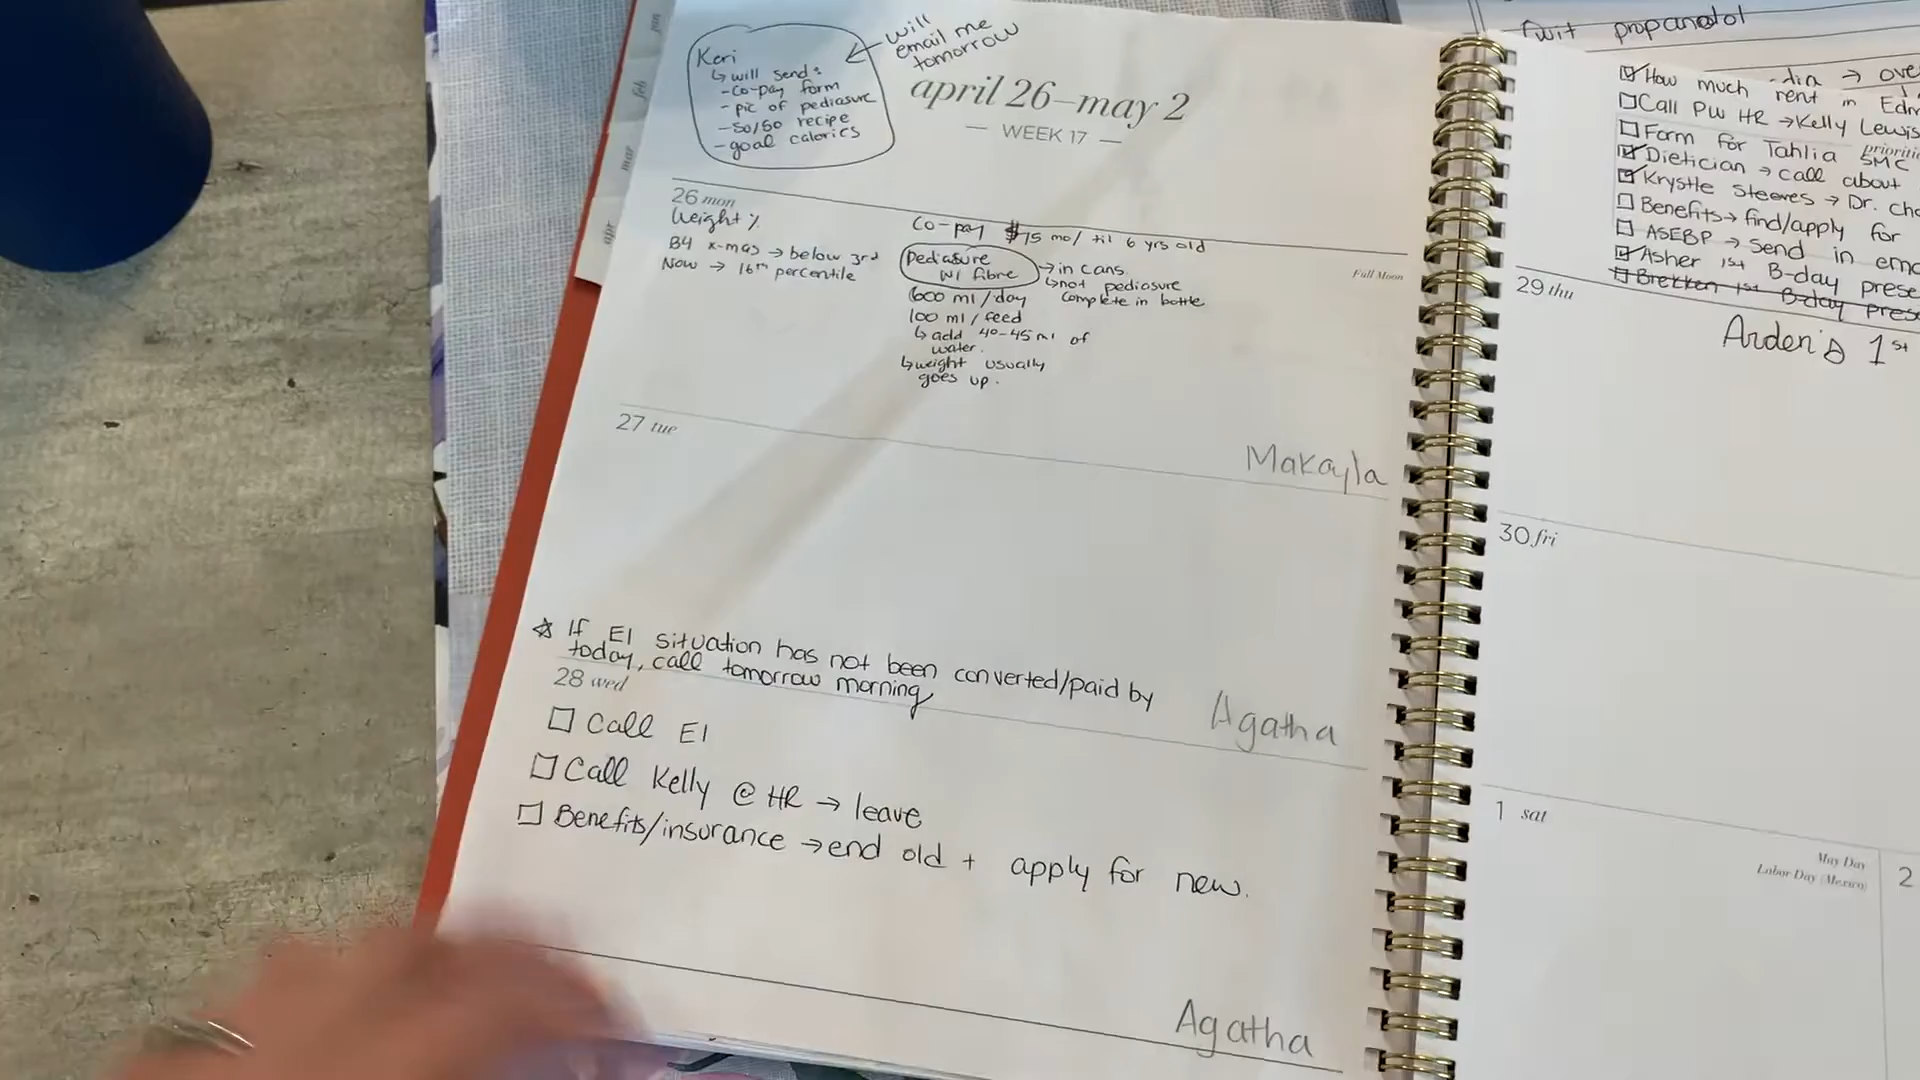 Keri
↳ will send:
- co-pay form
- pic of pediasure
- 50/50 recipe
- goal calories
will
email me
tomorrow
april 26–may 2
— WEEK 17 —
26 mon
Weight %
B4 x-mas → below 3rd
Now → 16th percentile
Co-pay $75 mo/ til 6 yrs old
Pediasure
w/ fibre
→ in cans
↳ not pediasure
complete in bottle
600 ml/day
100 ml/feed
↳ add 40-45 ml of
water.
↳ weight usually
goes up.
Full Moon
Makayla
27 tue
☆ If EI situation has not been converted/paid by
today, call tomorrow morning
Agatha
28 wed
☐ Call EI
☐ Call Kelly @ HR → leave
☐ Benefits/insurance → end old + apply for new.
Agatha
propanolol
☑ How much rent in
☐ Call PW HR → Kelly Lewis
☐ Form for Tahlia SMC
☑ Dietician → call about
☑ Krystle Steeves → Dr.
☐ Benefits → find/apply for
☐ ASEBP → send in
☑ Asher 1st B-day
☐ Brekken 1st B-day
29 thu
Arden's 1st
30 fri
1 sat
May Day
Labor Day (Mexico)
2